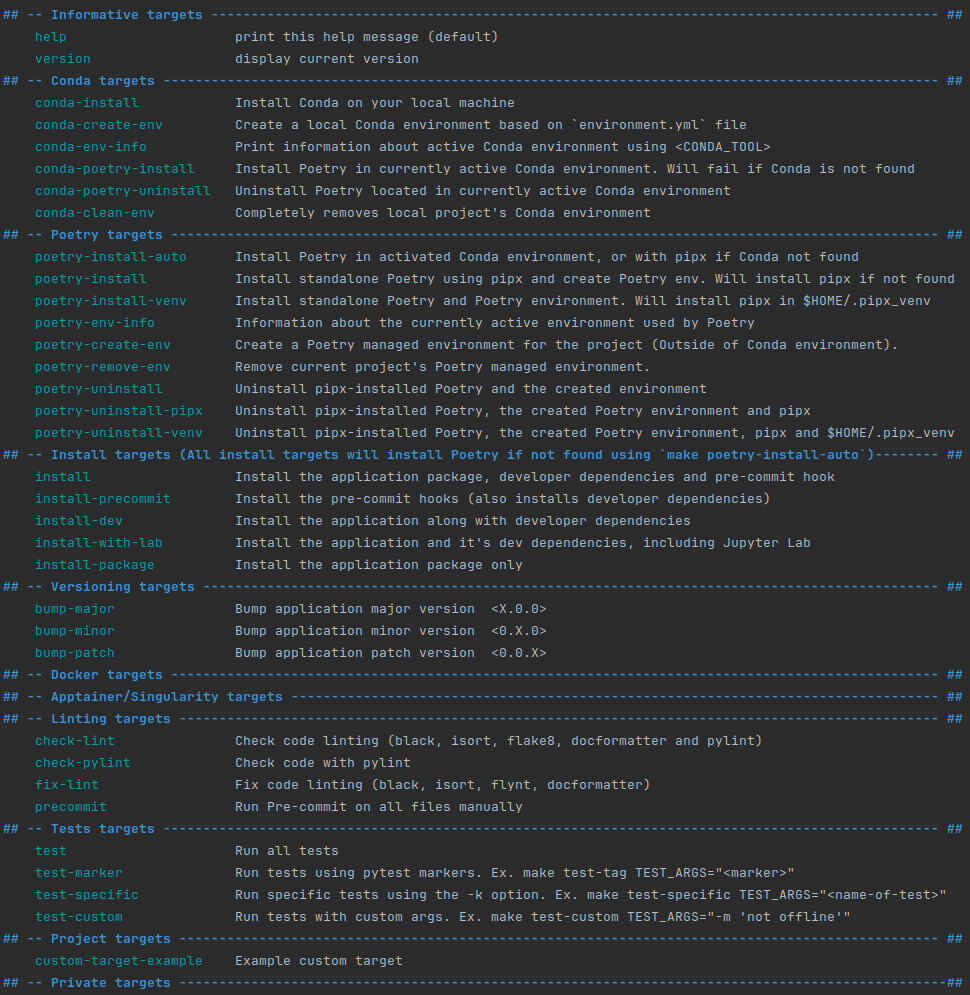 ## -- Informative targets ------------------------------------------------------------------------------------------- ##
help print this help message (default)
version display current version
## -- Conda targets ------------------------------------------------------------------------------------------------- ##
conda-install Install Conda on your local machine
conda-create-env Create a local Conda environment based on `environment.yml` file
conda-env-info Print information about active Conda environment using <CONDA_TOOL>
conda-poetry-install Install Poetry in currently active Conda environment. Will fail if Conda is not found
conda-poetry-uninstall Uninstall Poetry located in currently active Conda environment
conda-clean-env Completely removes local project's Conda environment
## -- Poetry targets ------------------------------------------------------------------------------------------------ ##
poetry-install-auto Install Poetry in activated Conda environment, or with pipx if Conda not found
poetry-install Install standalone Poetry using pipx and create Poetry env. Will install pipx if not found
poetry-install-venv Install standalone Poetry and Poetry environment. Will install pipx in $HOME/.pipx_venv
poetry-env-info Information about the currently active environment used by Poetry
poetry-create-env Create a Poetry managed environment for the project (Outside of Conda environment).
poetry-remove-env Remove current project's Poetry managed environment.
poetry-uninstall Uninstall pipx-installed Poetry and the created environment
poetry-uninstall-pipx Uninstall pipx-installed Poetry, the created Poetry environment and pipx
poetry-uninstall-venv Uninstall pipx-installed Poetry, the created Poetry environment, pipx and $HOME/.pipx_venv
## -- Install targets (All install targets will install Poetry if not found using `make poetry-install-auto`)-------- ##
install Install the application package, developer dependencies and pre-commit hook
install-precommit Install the pre-commit hooks (also installs developer dependencies)
install-dev Install the application along with developer dependencies
install-with-lab Install the application and it's dev dependencies, including Jupyter Lab
install-package Install the application package only
## -- Versioning targets -------------------------------------------------------------------------------------------- ##
bump-major Bump application major version <X.0.0>
bump-minor Bump application minor version <0.X.0>
bump-patch Bump application patch version <0.0.X>
## -- Docker targets ------------------------------------------------------------------------------------------------ ##
## -- Apptainer/Singularity targets --------------------------------------------------------------------------------- ##
## -- Linting targets ----------------------------------------------------------------------------------------------- ##
check-lint Check code linting (black, isort, flake8, docformatter and pylint)
check-pylint Check code with pylint
fix-lint Fix code linting (black, isort, flynt, docformatter)
precommit Run Pre-commit on all files manually
## -- Tests targets ------------------------------------------------------------------------------------------------- ##
test Run all tests
test-marker Run tests using pytest markers. Ex. make test-tag TEST_ARGS="<marker>"
test-specific Run specific tests using the -k option. Ex. make test-specific TEST_ARGS="<name-of-test>"
test-custom Run tests with custom args. Ex. make test-custom TEST_ARGS="-m 'not offline'"
## -- Project targets ----------------------------------------------------------------------------------------------- ##
custom-target-example Example custom target
## -- Private targets ------------------------------------------------------------------------------------------------##